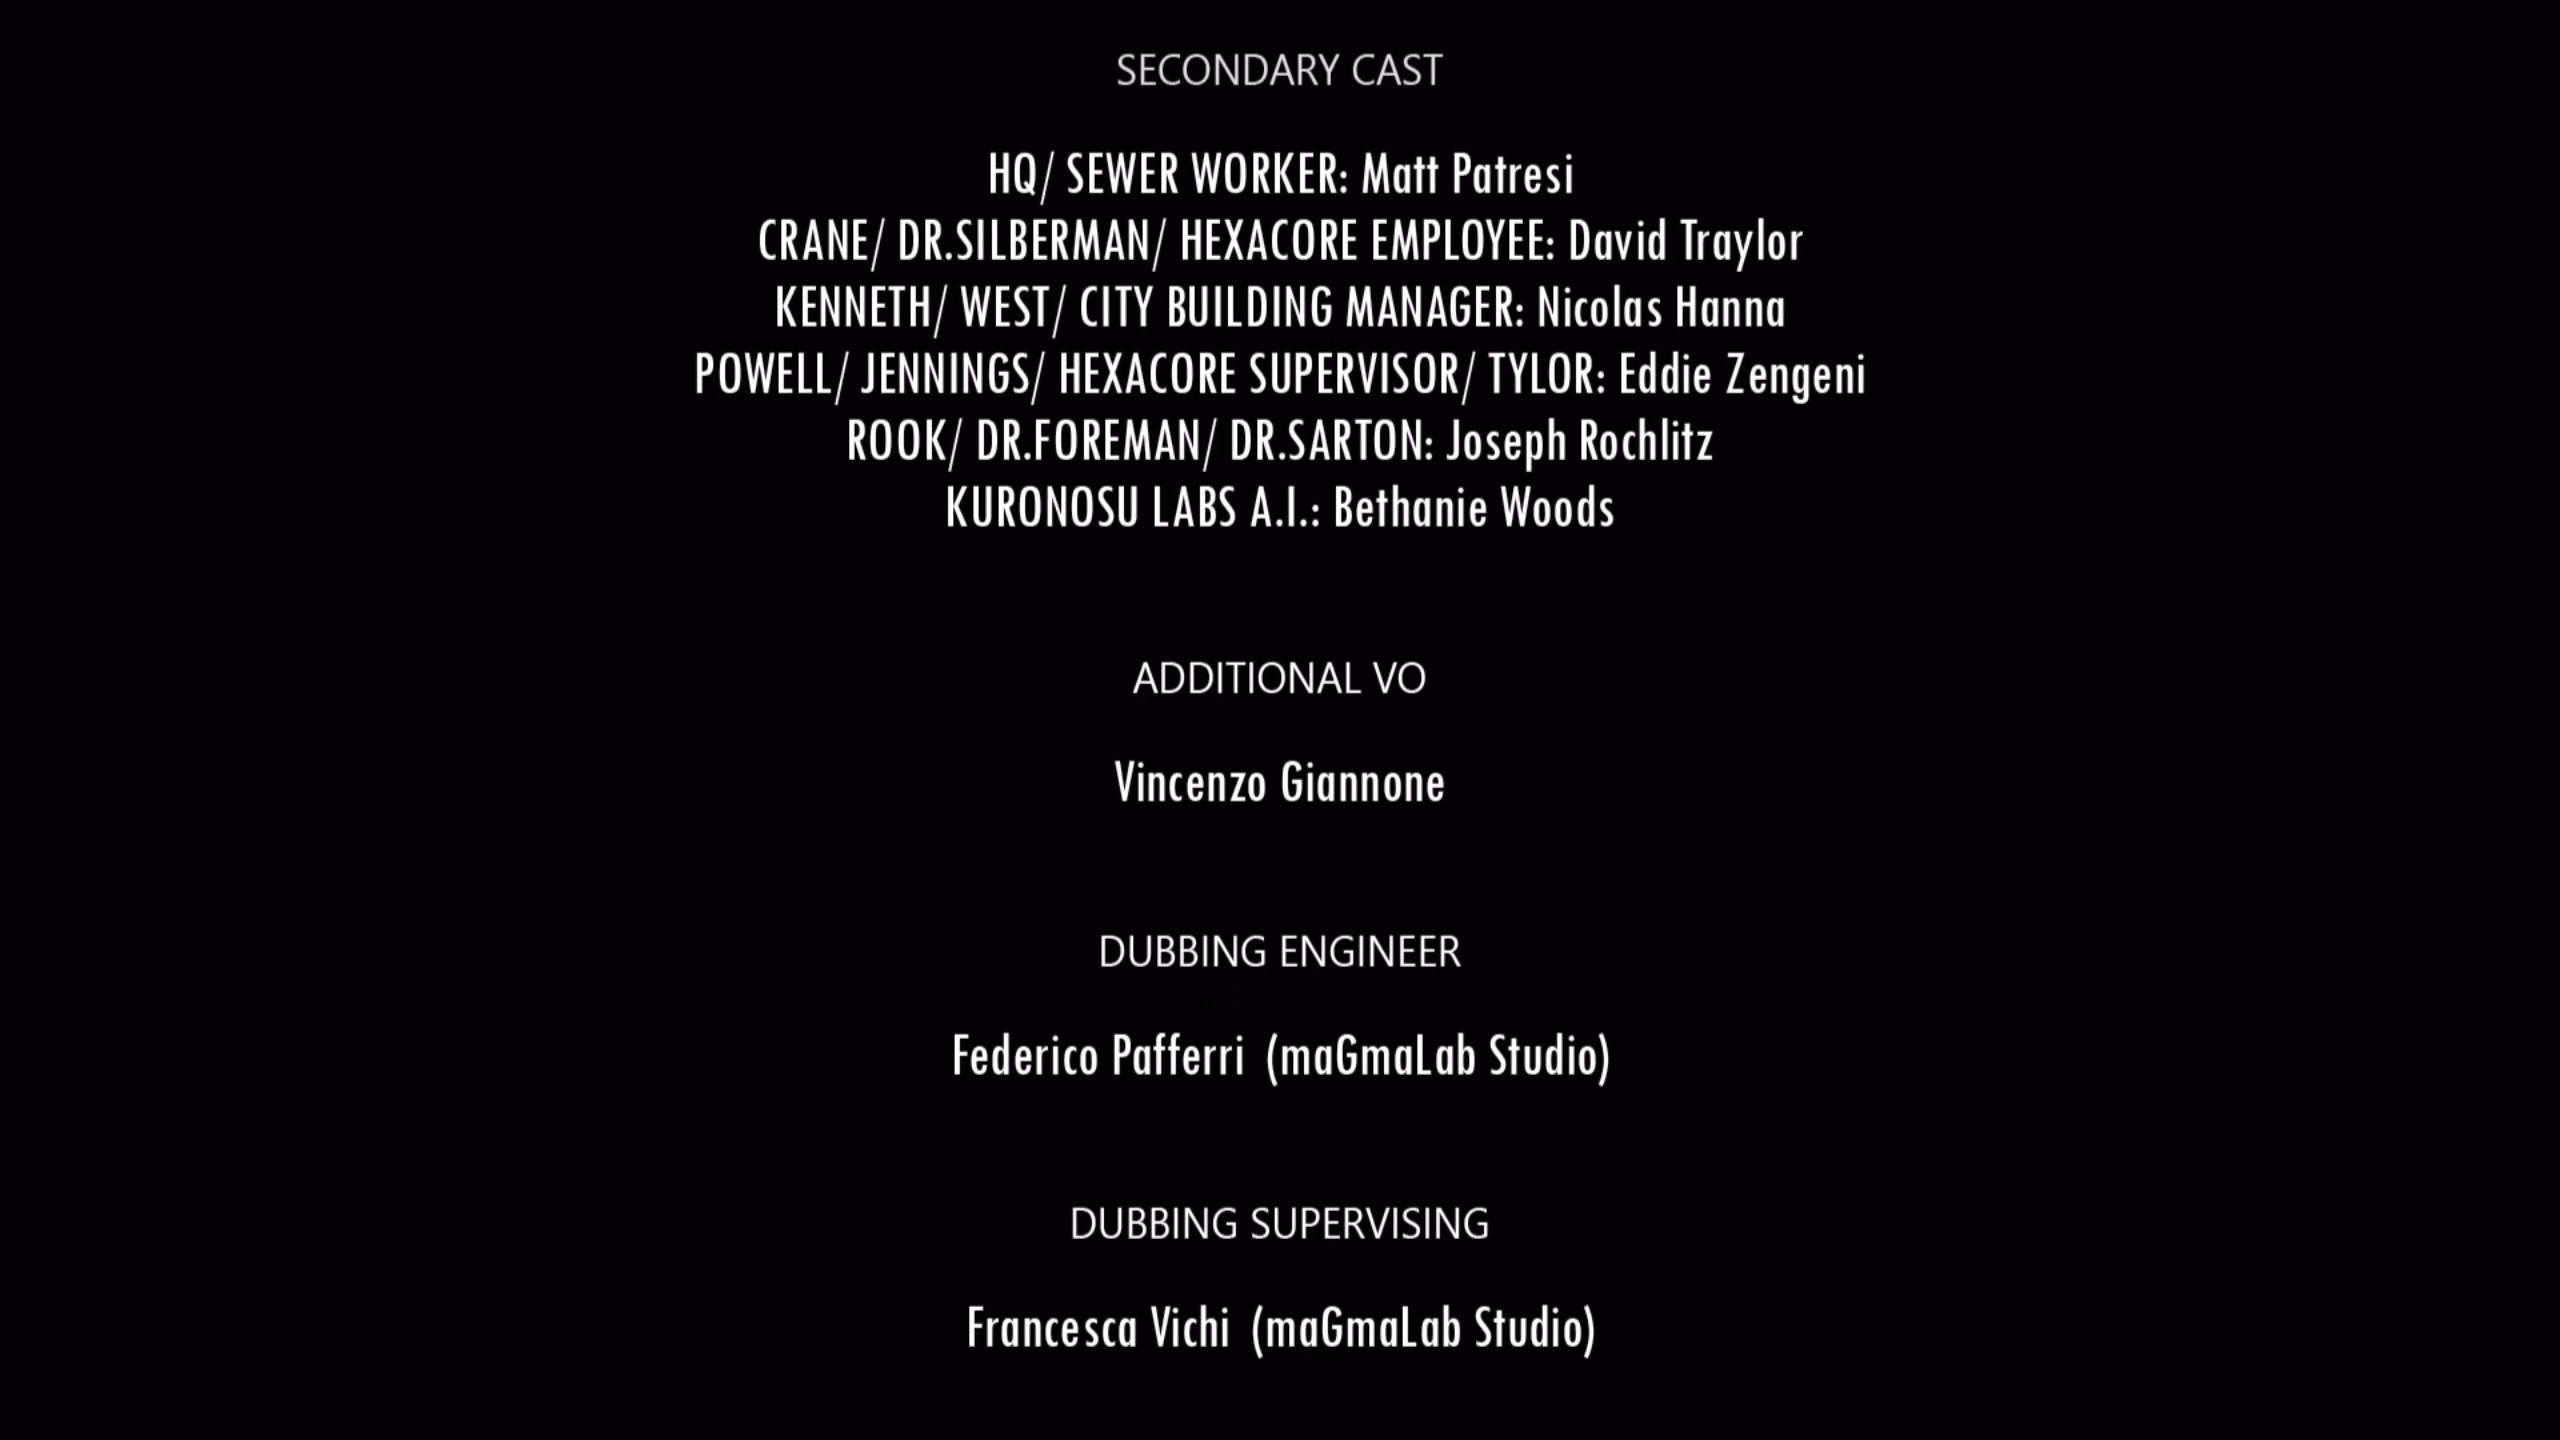 SECONDARY CAST
HQ/ SEWER WORKER: Matt Patresi
CRANE/ DR.SILBERMAN/ HEXACORE EMPLOYEE: David Traylor
KENNETH/ WEST/ CITY BUILDING MANAGER: Nicolas Hanna
POWELL/ JENNINGS/ HEXACORE SUPERVISOR/ TYLOR: Eddie Zengeni
ROOK/ DR.FOREMAN/ DR.SARTON: Joseph Rochlitz
KURONOSU LABS A.I.: Bethanie Woods
ADDITIONAL VO
Vincenzo Giannone
DUBBING ENGINEER
Federico Pafferri (maGmaLab Studio)
DUBBING SUPERVISING
Francesca Vichi (maGmaLab Studio)